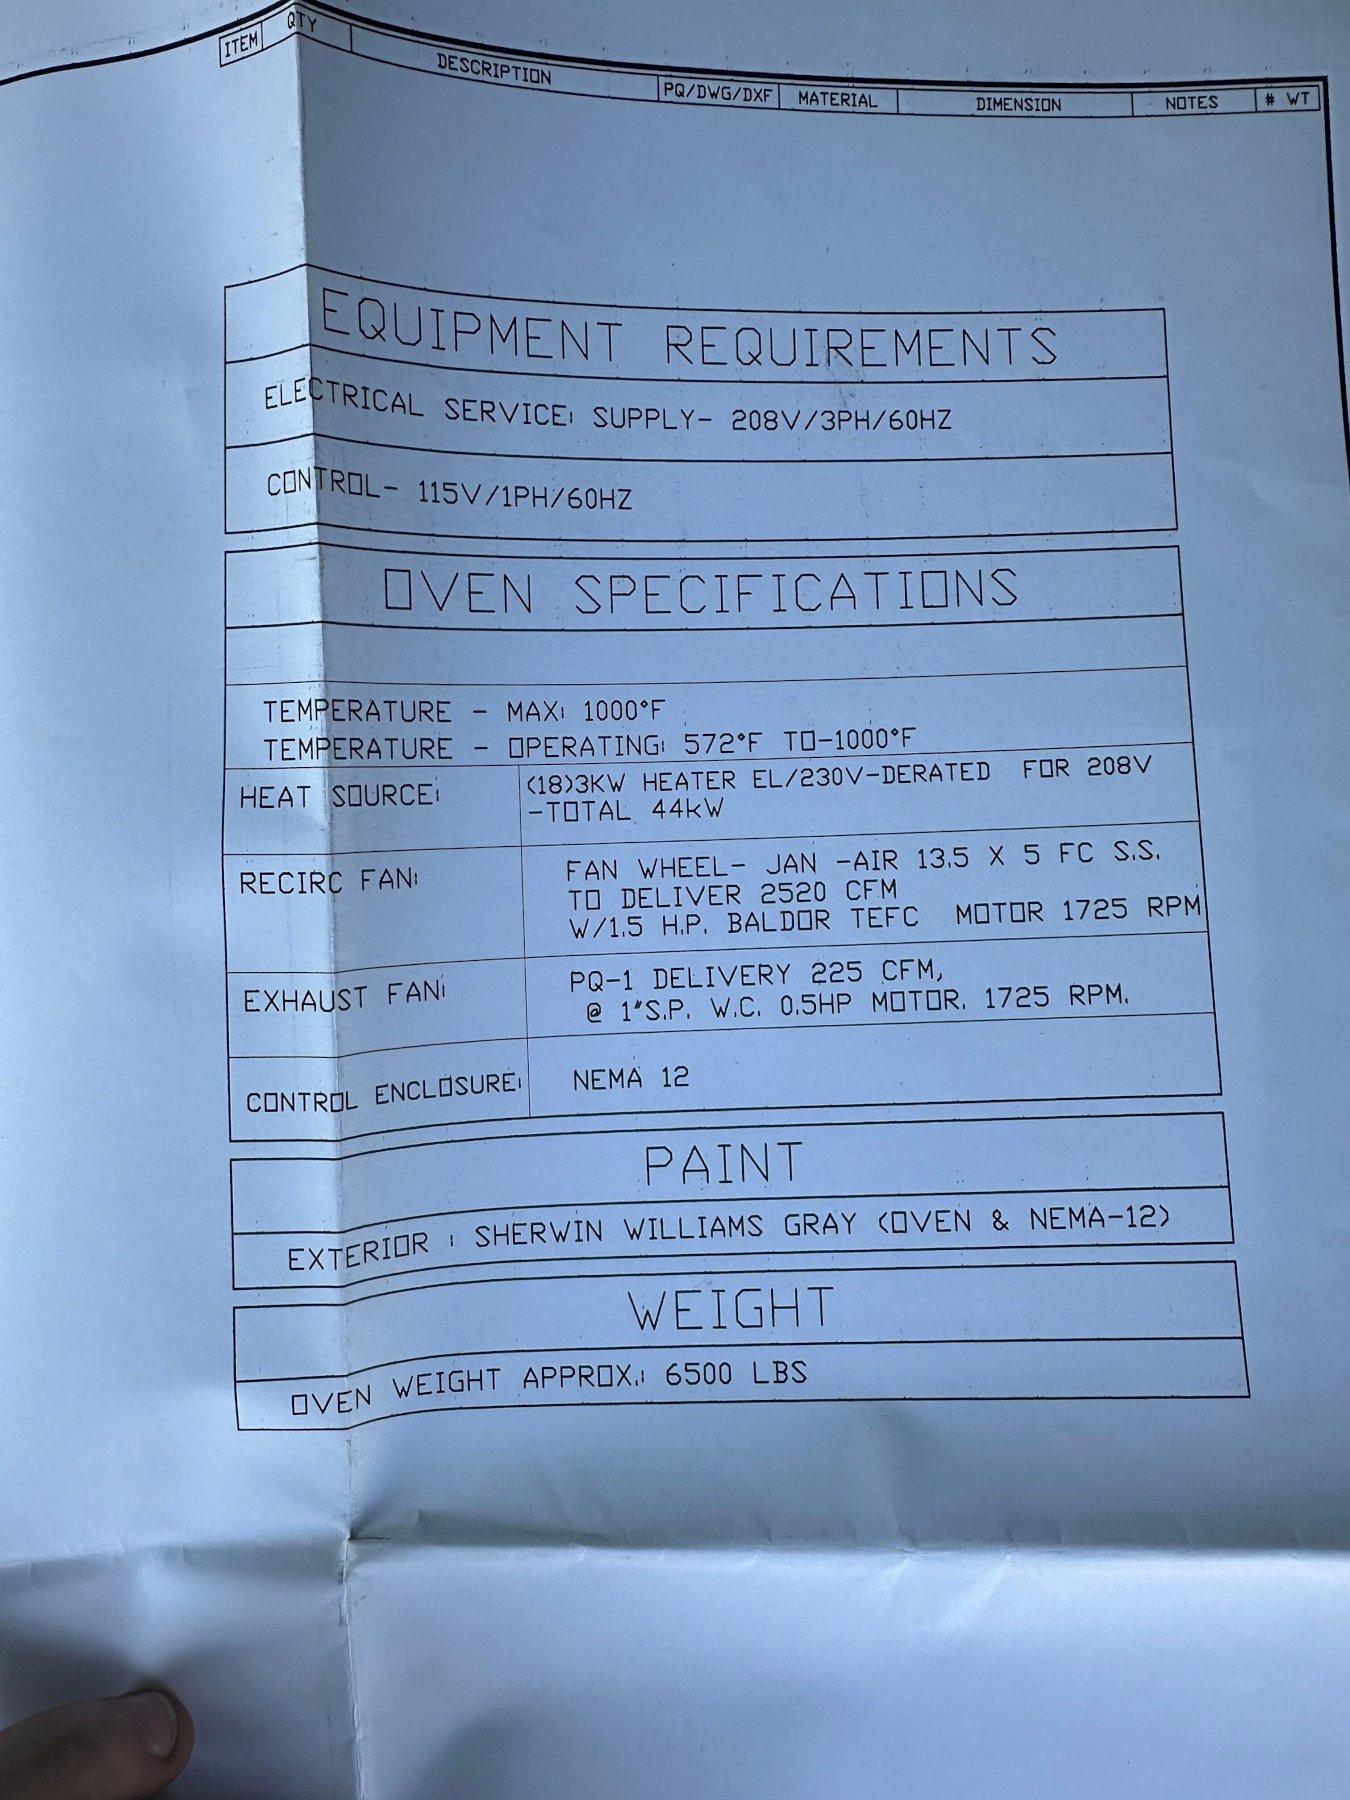 ITEM QTY DESCRIPTION PQ/DWG/DXF MATERIAL DIMENSION NOTES # WT
EQUIPMENT REQUIREMENTS
ELECTRICAL SERVICE: SUPPLY- 208V/3PH/60HZ
CONTROL- 115V/1PH/60HZ
OVEN SPECIFICATIONS
TEMPERATURE - MAX: 1000°F
TEMPERATURE - OPERATING: 572°F TO-1000°F
HEAT SOURCE: (18)3KW HEATER EL/230V-DERATED FOR 208V
-TOTAL 44kW
RECIRC FAN: FAN WHEEL- JAN -AIR 13.5 X 5 FC S.S.
TO DELIVER 2520 CFM
W/1.5 H.P. BALDOR TEFC MOTOR 1725 RPM
EXHAUST FAN: PQ-1 DELIVERY 225 CFM,
@ 1"S.P. W.C. 0.5HP MOTOR. 1725 RPM.
CONTROL ENCLOSURE: NEMA 12
PAINT
EXTERIOR : SHERWIN WILLIAMS GRAY (OVEN & NEMA-12)
WEIGHT
OVEN WEIGHT APPROX.: 6500 LBS